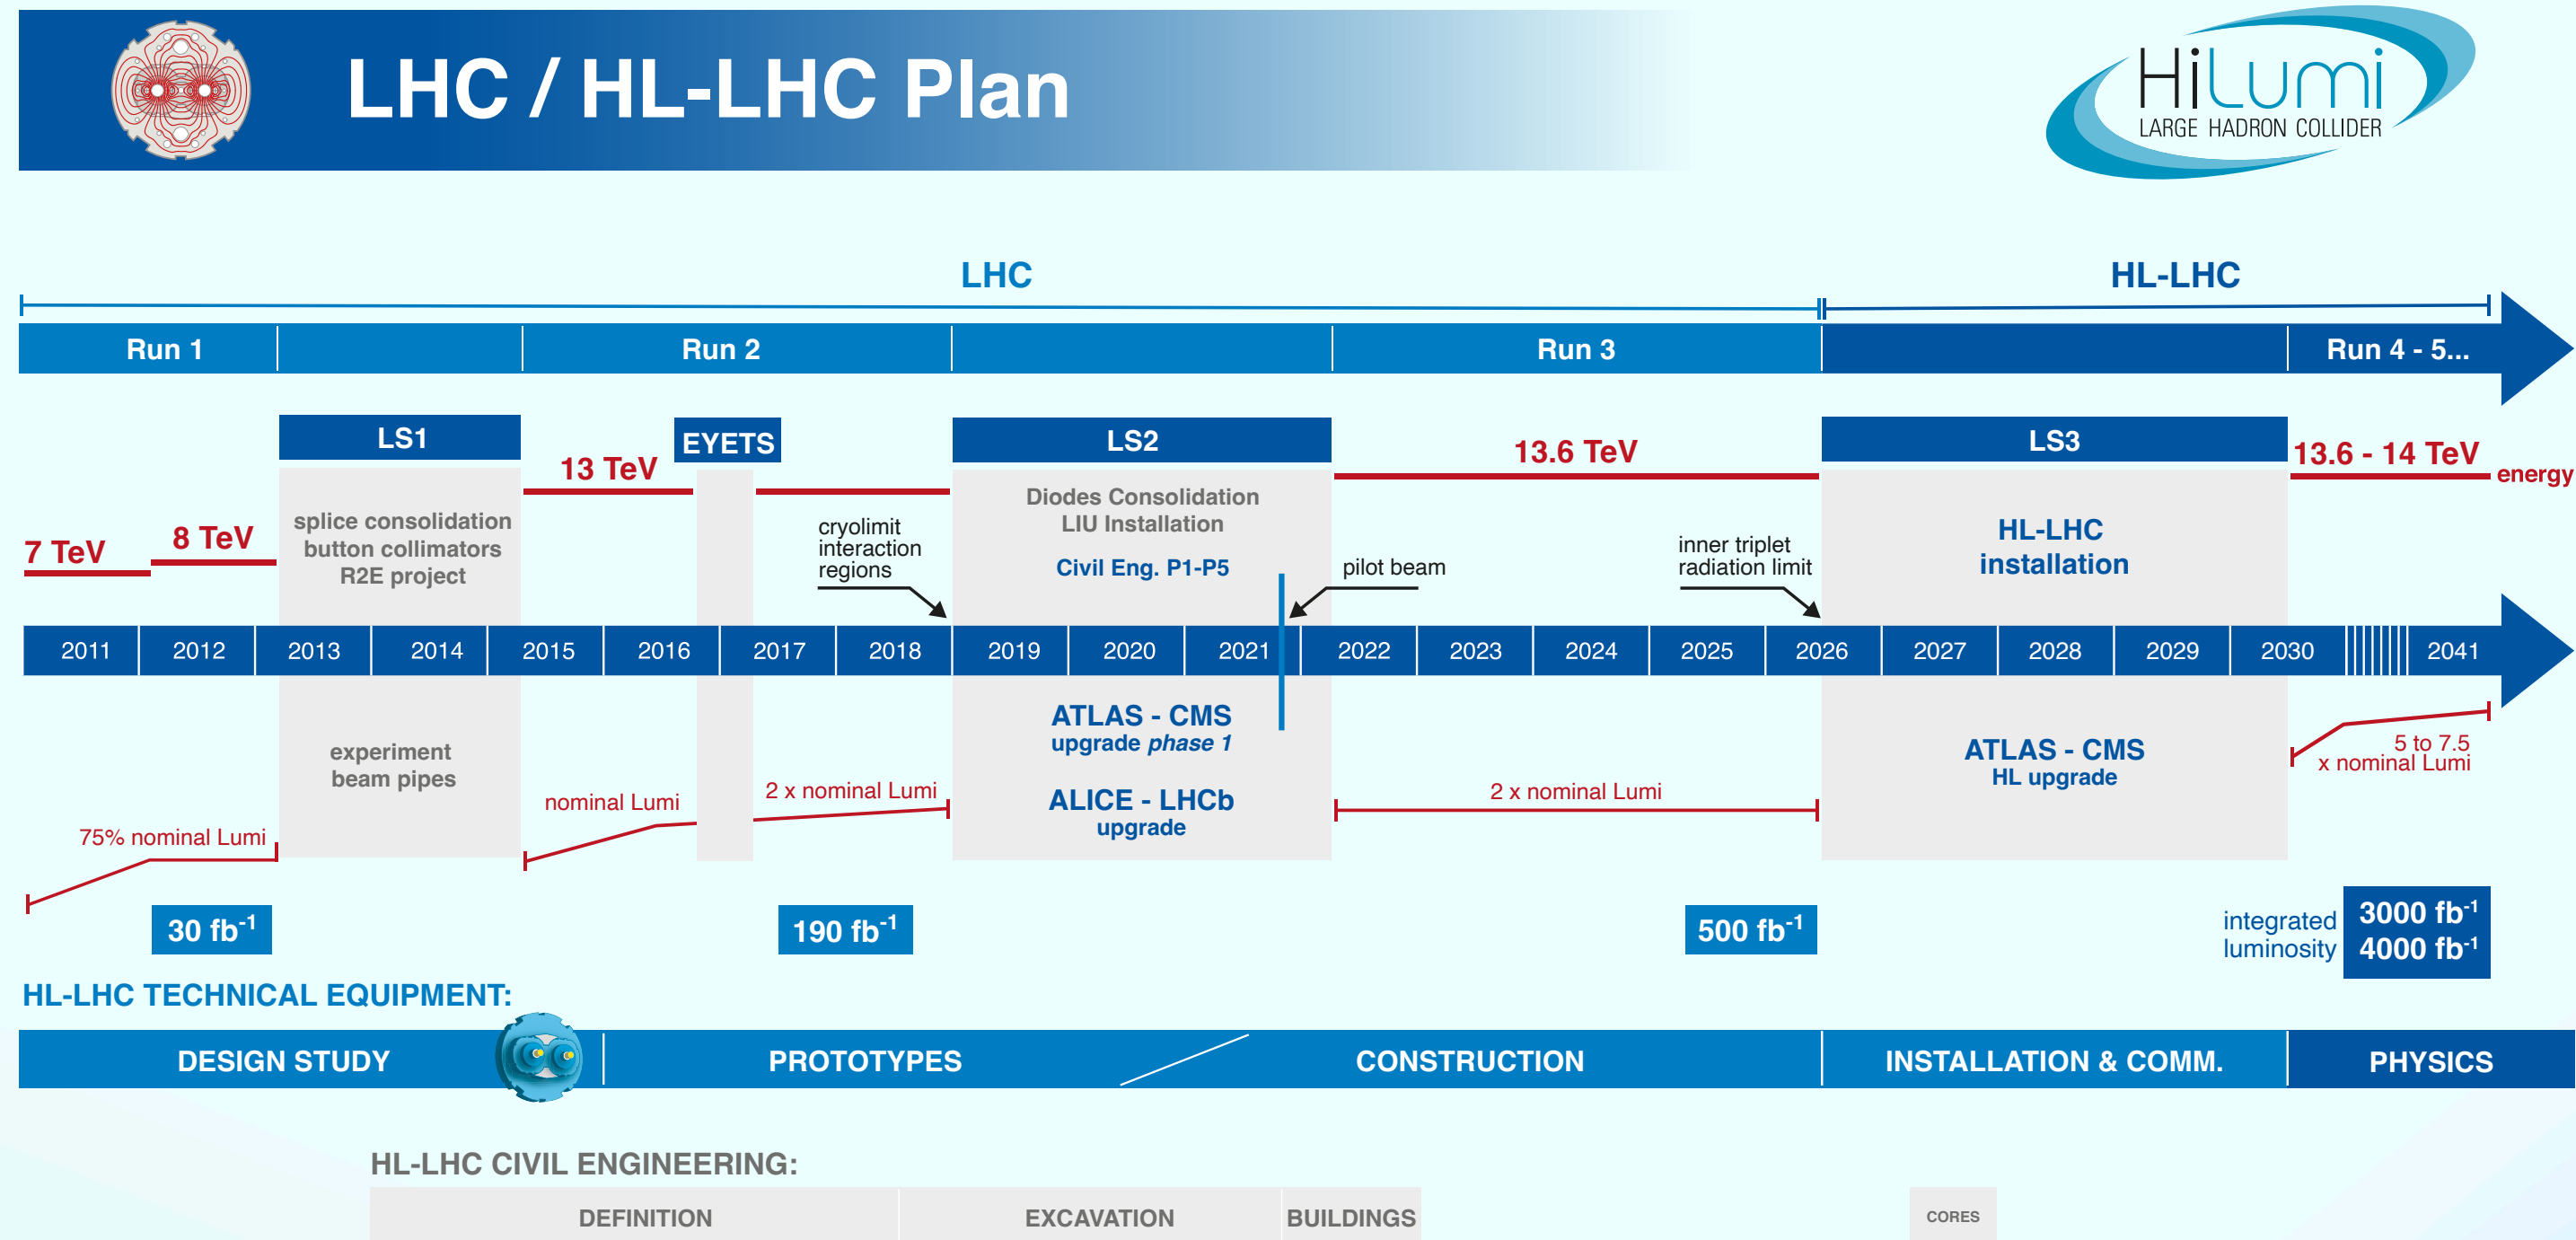 LHC / HL-LHC Plan
HiLumi
LARGE HADRON COLLIDER
LHC
HL-LHC
Run 1
Run 2
Run 3
Run 4 - 5...
LS1
EYETS
LS2
LS3
13 TeV
13.6 TeV
13.6 - 14 TeV
energy
7 TeV
8 TeV
splice consolidation
button collimators
R2E project
cryolimit
interaction
regions
Diodes Consolidation
LIU Installation
Civil Eng. P1-P5
pilot beam
inner triplet
radiation limit
HL-LHC
installation
2011 2012 2013 2014 2015 2016 2017 2018 2019 2020 2021 2022 2023 2024 2025 2026 2027 2028 2029 2030 2041
experiment
beam pipes
ATLAS - CMS
upgrade phase 1
ALICE - LHCb
upgrade
ATLAS - CMS
HL upgrade
75% nominal Lumi
nominal Lumi
2 x nominal Lumi
2 x nominal Lumi
5 to 7.5
x nominal Lumi
30 fb⁻¹
190 fb⁻¹
500 fb⁻¹
integrated
luminosity
3000 fb⁻¹
4000 fb⁻¹
HL-LHC TECHNICAL EQUIPMENT:
DESIGN STUDY
PROTOTYPES
CONSTRUCTION
INSTALLATION & COMM.
PHYSICS
HL-LHC CIVIL ENGINEERING:
DEFINITION
EXCAVATION
BUILDINGS
CORES